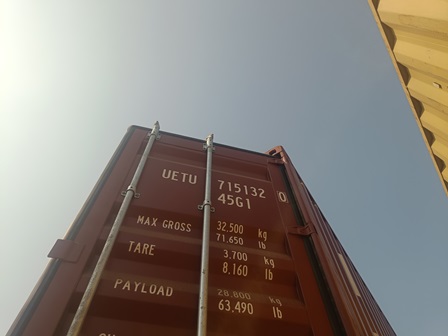 UETU 715132 0
45G1
MAX GROSS 32.500 kg
71.650 lb
TARE 3.700 kg
8.160 lb
PAYLOAD 28.800 kg
63.490 lb